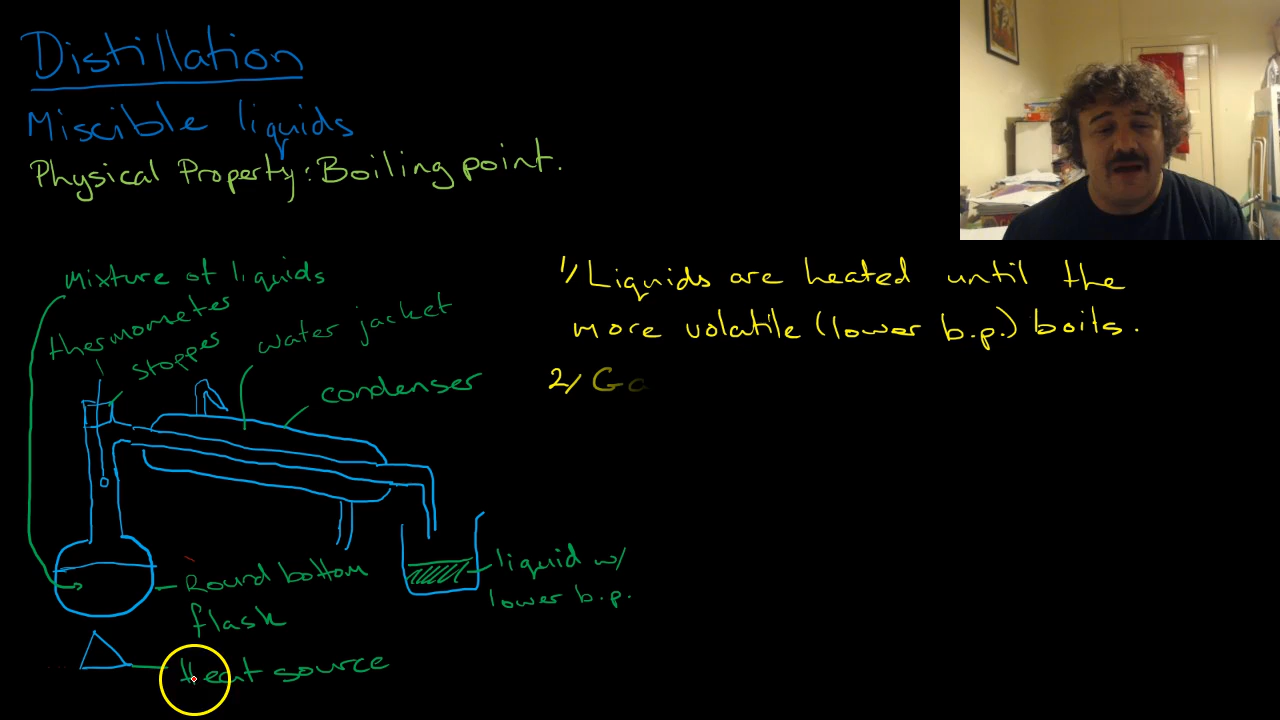 Distillation
Miscible liquids
Physical Property: Boiling point.
Mixture of liquids
thermometer
stopper
water jacket
condenser
Round bottom
flask
Heat source
liquid w/
lower b.p.
1/ Liquids are heated until the
more volatile (lower b.p.) boils.
2/ Ga